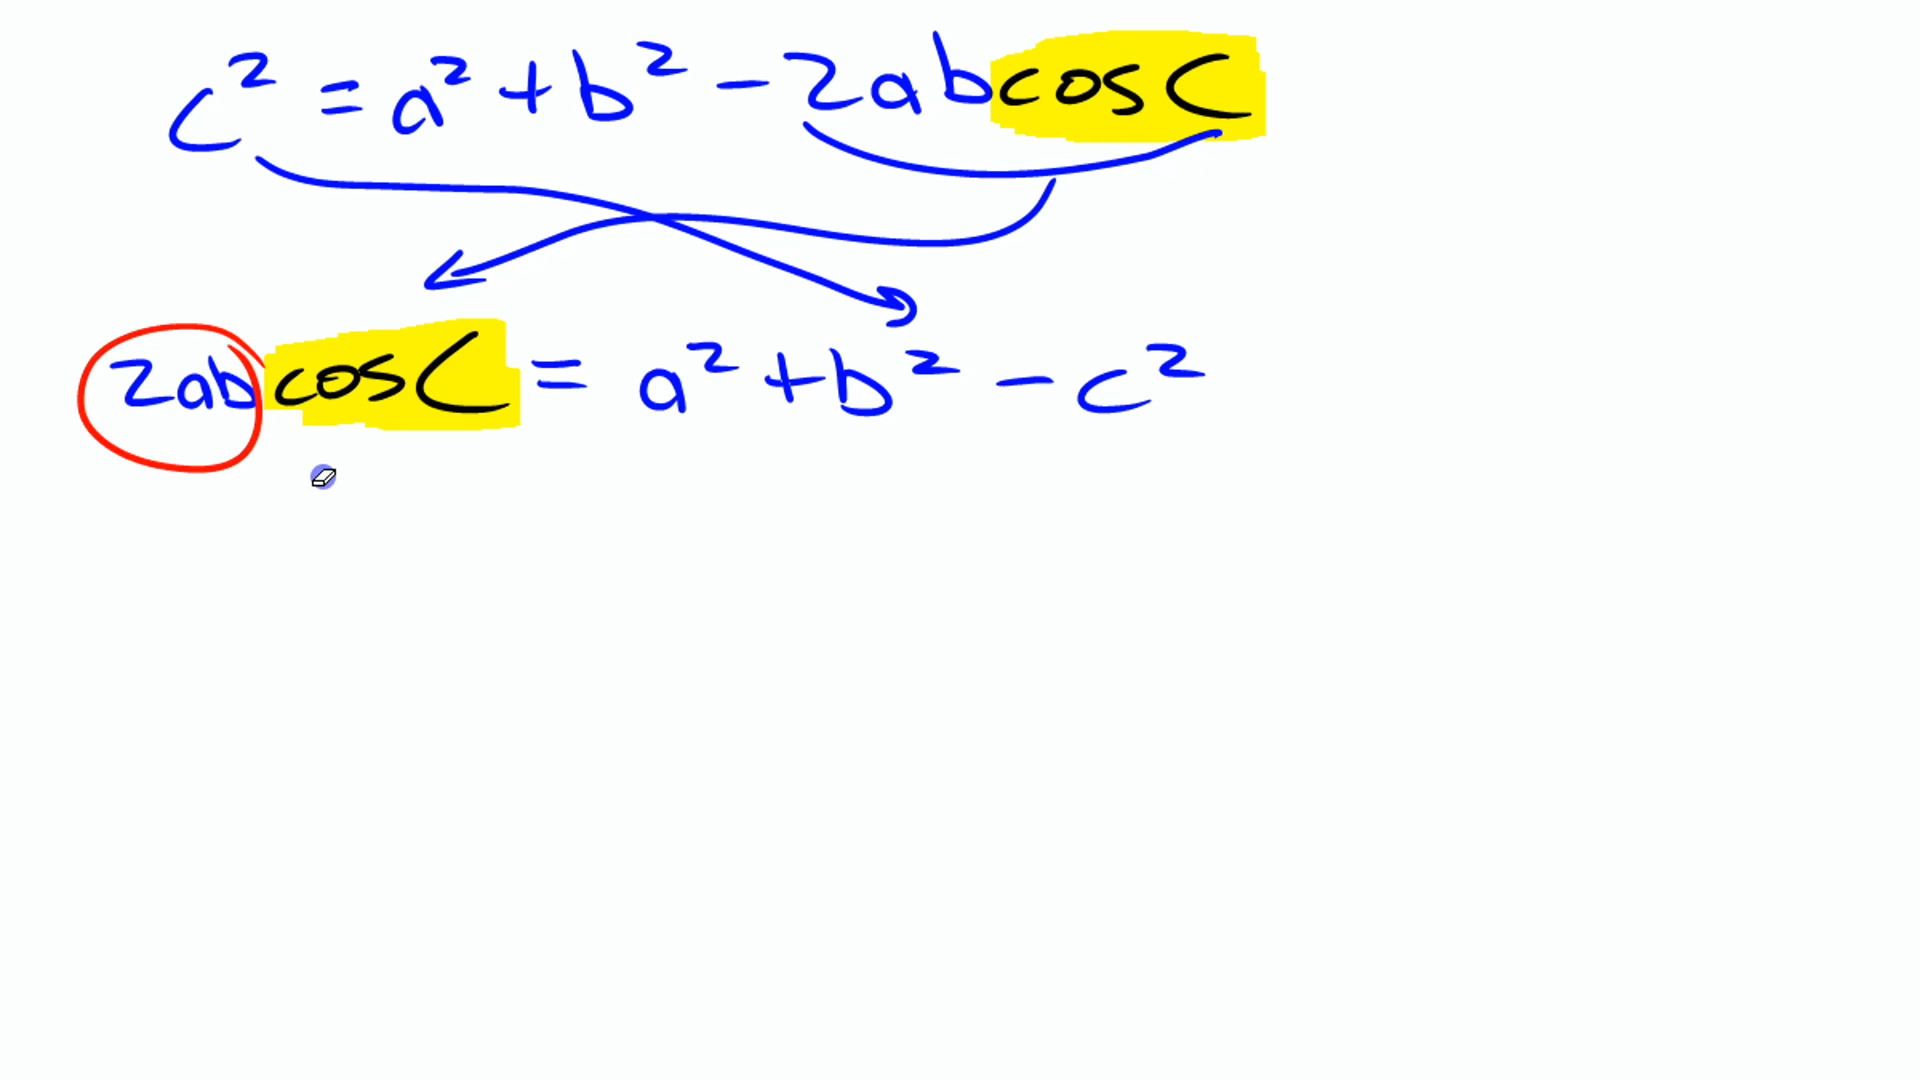 c² = a² + b² - 2abcosC
2abcosC = a² + b² - c²